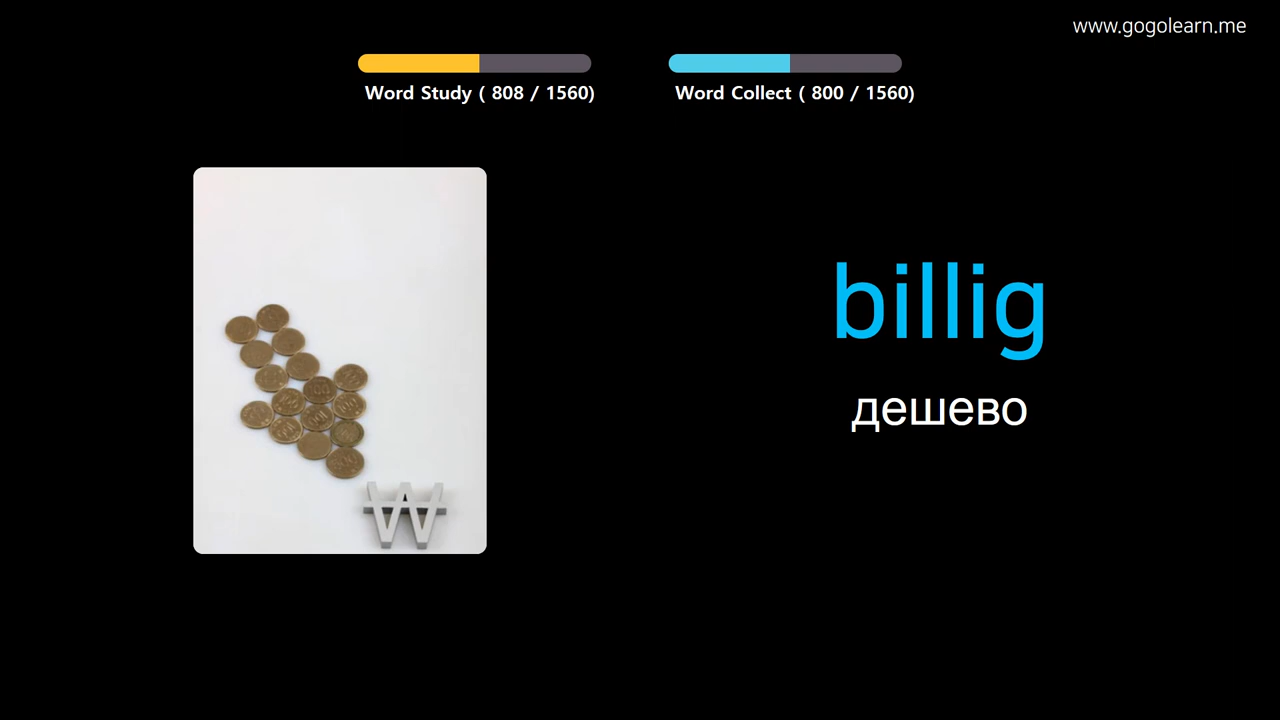 www.gogolearn.me
Word Study ( 808 / 1560)
Word Collect ( 800 / 1560)
billig
дешево
₩